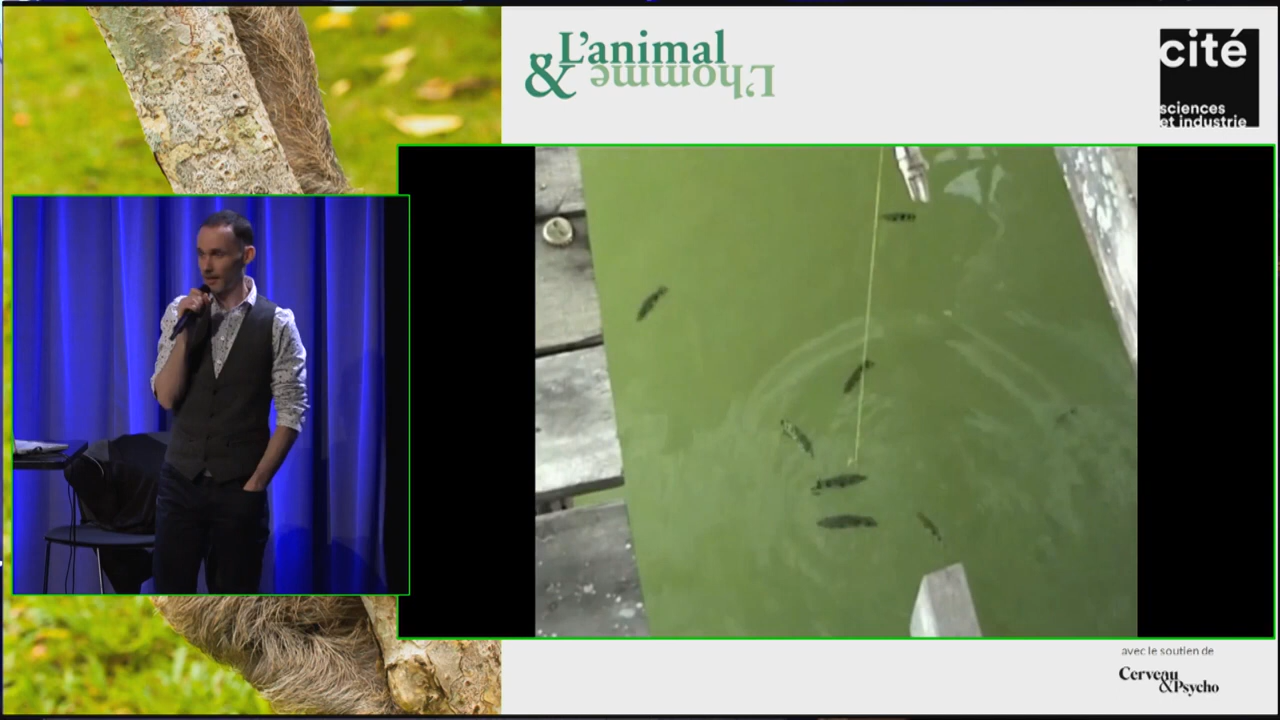 L'animal
& L'homme
cité
sciences
et industrie
avec le soutien de
Cerveau
&Psycho